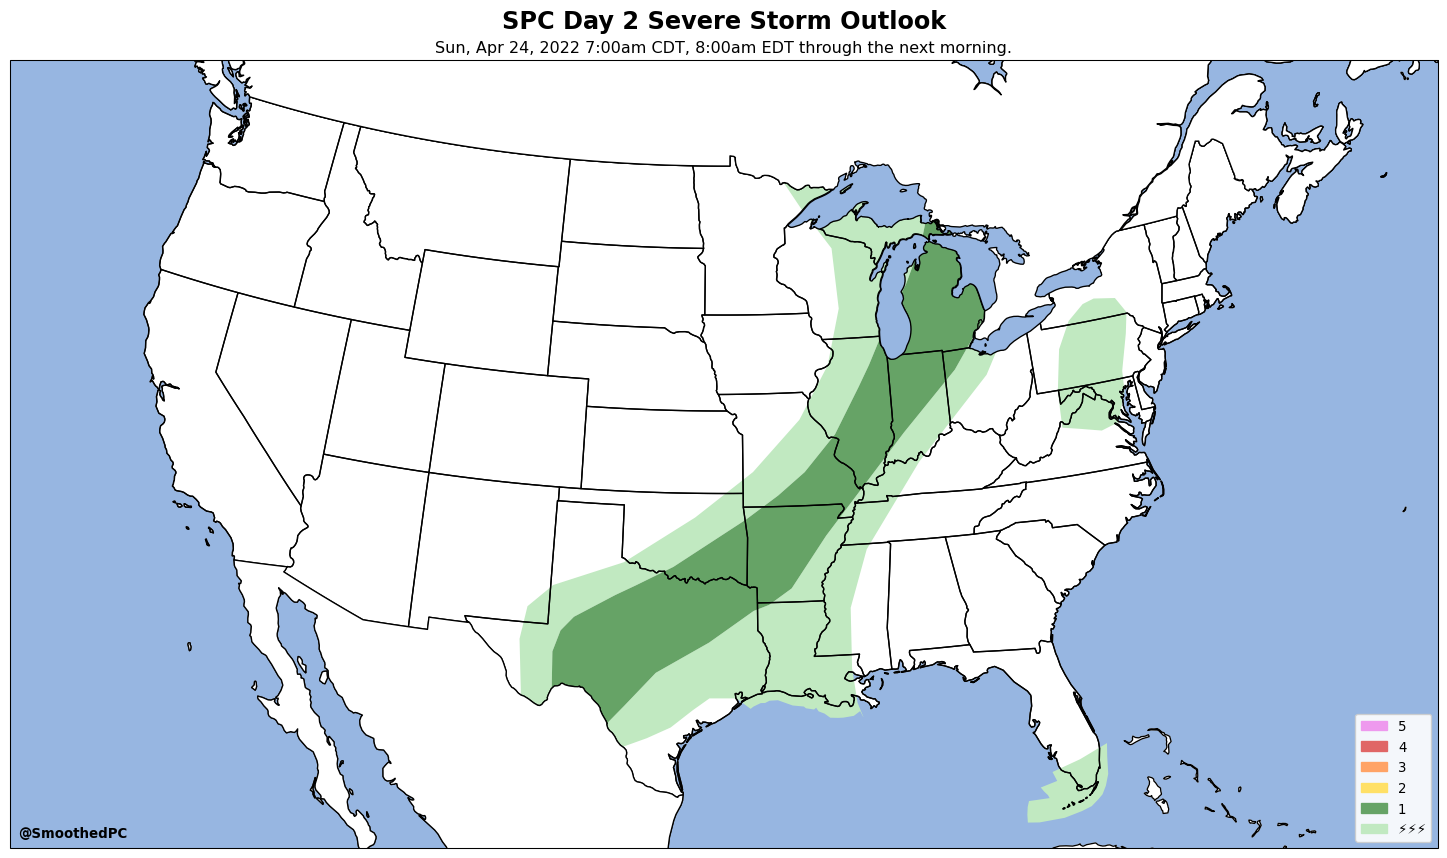 SPC Day 2 Severe Storm Outlook
Sun, Apr 24, 2022 7:00am CDT, 8:00am EDT through the next morning.
5
4
3
2
1
⚡⚡⚡
@SmoothedPC